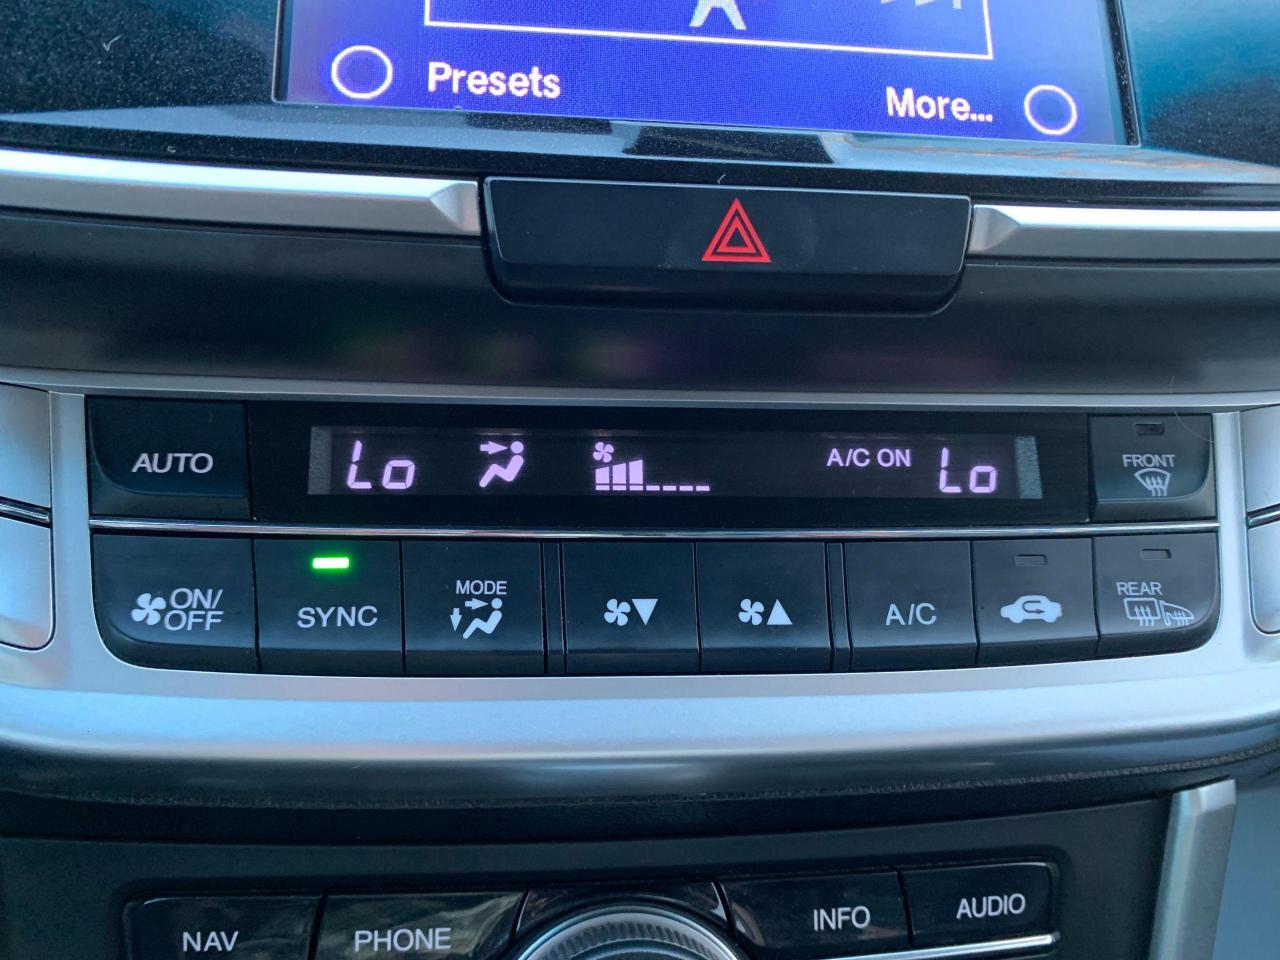 Presets
More...
AUTO
Lo
A/C ON
Lo
FRONT
ON/
OFF
SYNC
MODE
A/C
REAR
NAV
PHONE
INFO
AUDIO